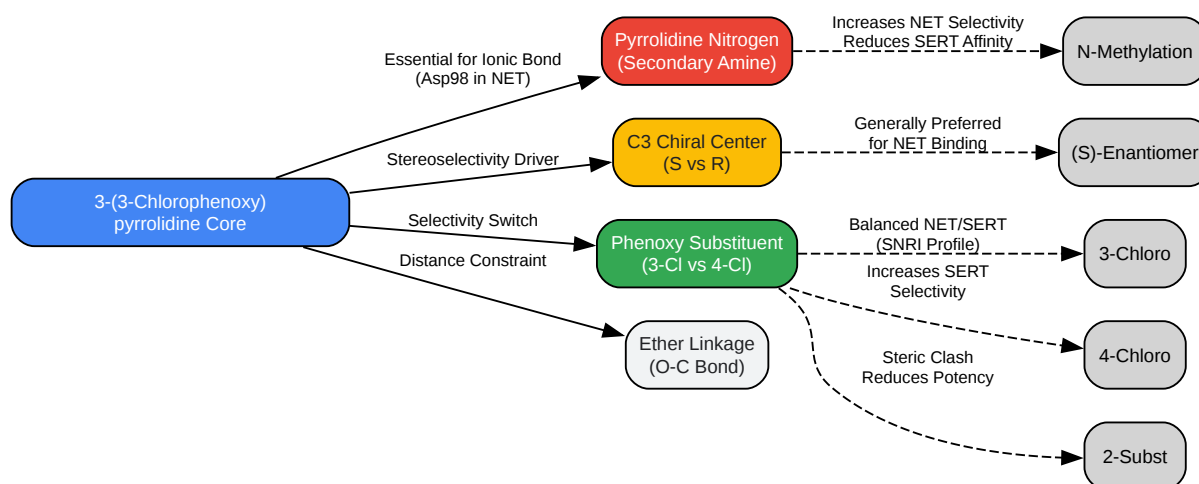 Increases NET Selectivity
Reduces SERT Affinity
Pyrrolidine Nitrogen
(Secondary Amine)
N-Methylation
Essential for Ionic Bond
(Asp98 in NET)
Generally Preferred
for NET Binding
C3 Chiral Center
(S vs R)
(S)-Enantiomer
Stereoselectivity Driver
3-(3-Chlorophenoxy)
pyrrolidine Core
Selectivity Switch
Balanced NET/SERT
(SNRI Profile)
Phenoxy Substituent
(3-Cl vs 4-Cl)
3-Chloro
Distance Constraint
Increases SERT
Selectivity
Ether Linkage
(O-C Bond)
4-Chloro
Steric Clash
Reduces Potency
2-Subst